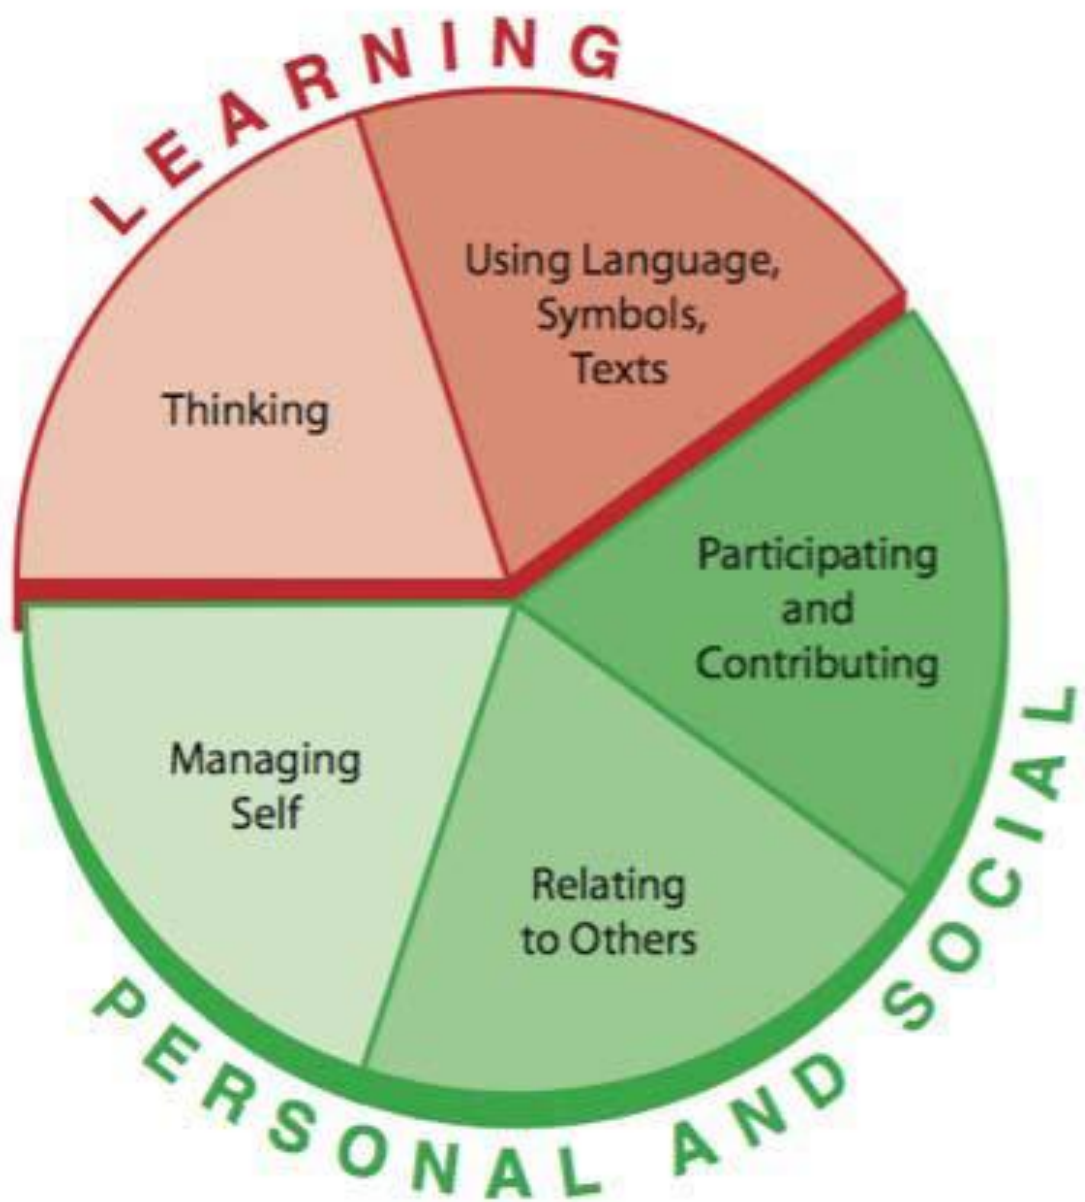 LEARNING
Using Language,
Symbols,
Texts
Thinking
Participating
and
Contributing
Managing
Self
Relating
to Others
PERSONAL AND SOCIAL